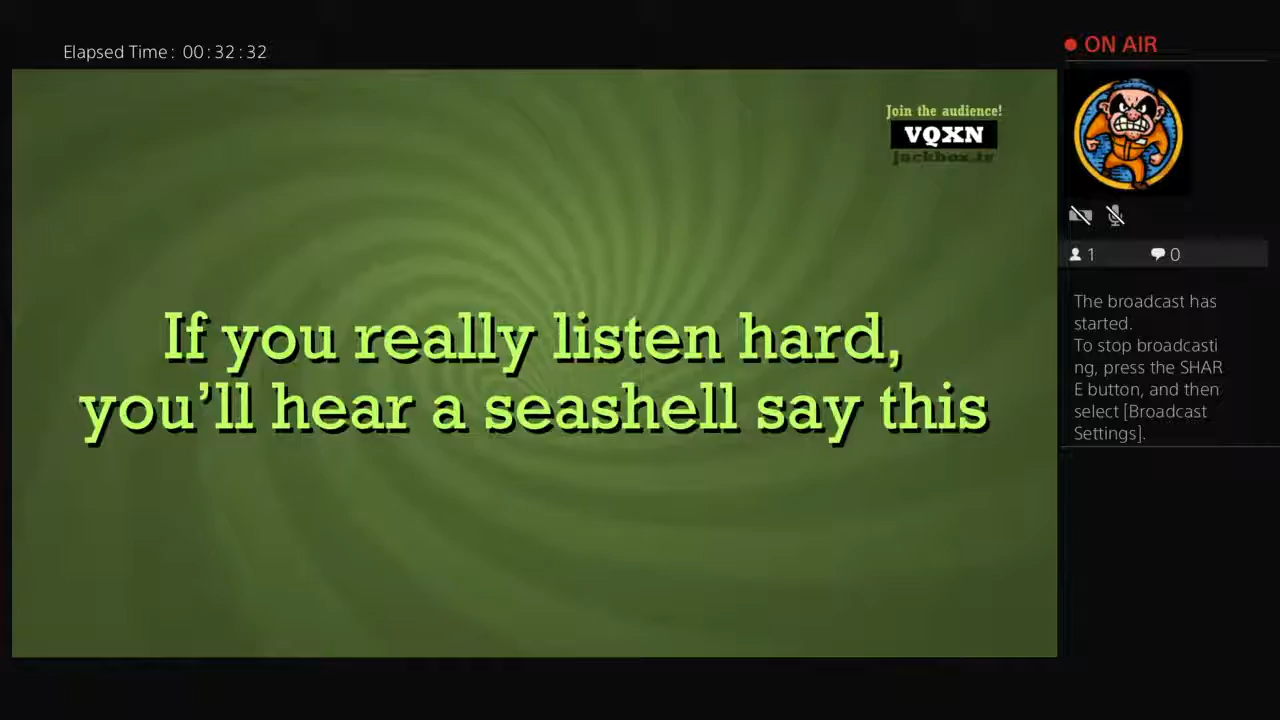 Elapsed Time: 00:32:32
ON AIR
Join the audience!
VQXN
jackbox.tv
1 0
If you really listen hard,
you'll hear a seashell say this
The broadcast has
started.
To stop broadcasti
ng, press the SHAR
E button, and then
select [Broadcast
Settings].